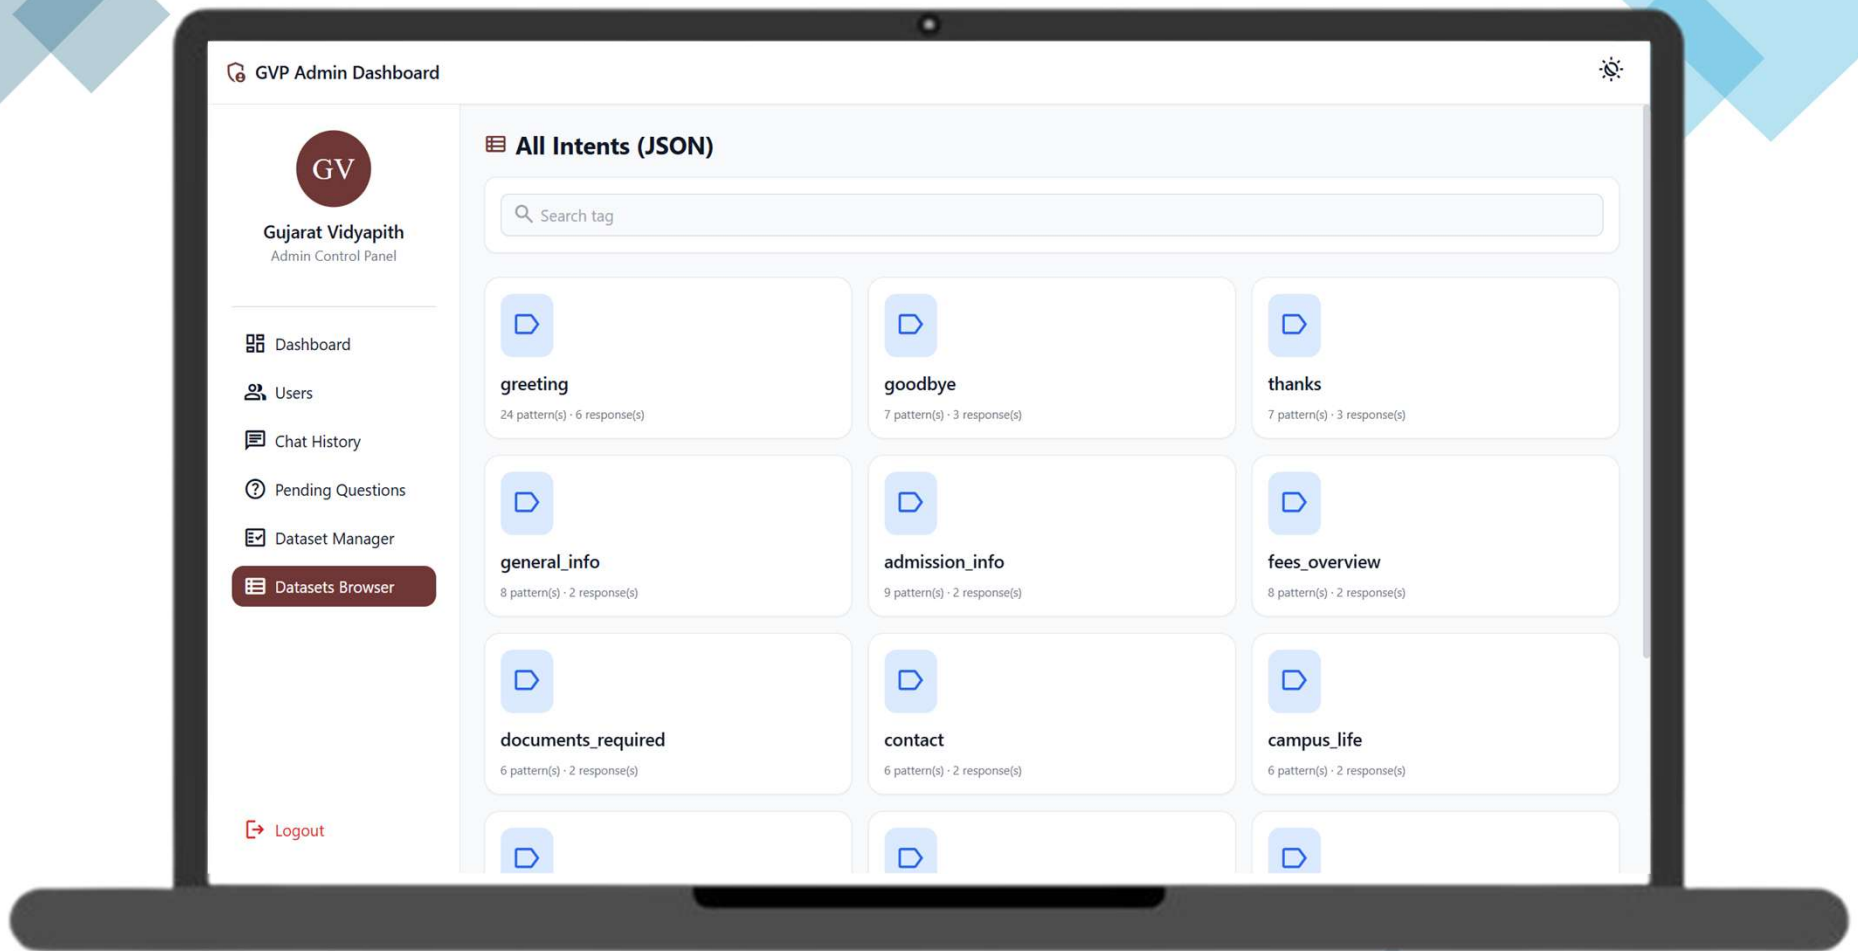 GVP Admin Dashboard
GV
Gujarat Vidyapith
Admin Control Panel
Dashboard
Users
Chat History
Pending Questions
Dataset Manager
Datasets Browser
Logout
All Intents (JSON)
Search tag
greeting
24 pattern(s) · 6 response(s)
goodbye
7 pattern(s) · 3 response(s)
thanks
7 pattern(s) · 3 response(s)
general_info
8 pattern(s) · 2 response(s)
admission_info
9 pattern(s) · 2 response(s)
fees_overview
8 pattern(s) · 2 response(s)
documents_required
6 pattern(s) · 2 response(s)
contact
6 pattern(s) · 2 response(s)
campus_life
6 pattern(s) · 2 response(s)